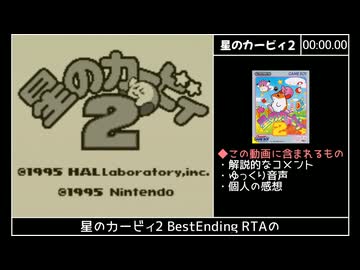 星のカービィ
2
©1995 HAL Laboratory,inc.
©1995 Nintendo
星のカービィ2
00:00.00
GAME BOY
◆この動画に含まれるもの
・解説的なコメント
・ゆっくり音声
・個人の感想
星のカービィ2 BestEnding RTAの